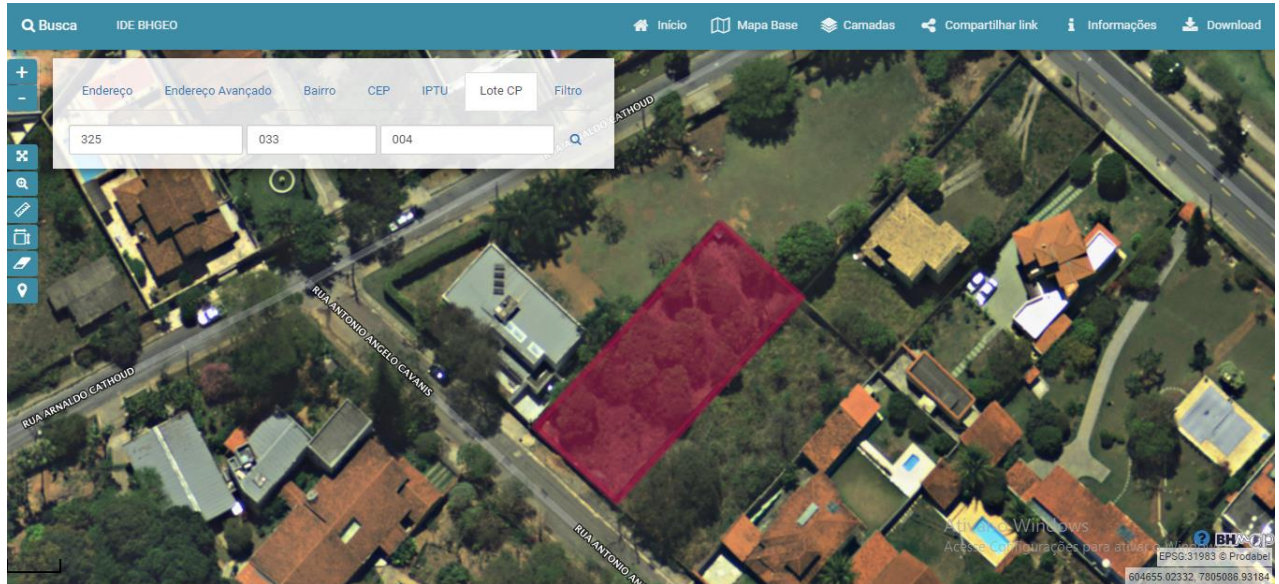 Busca IDE BHGEO Início Mapa Base Camadas Compartilhar link Informações Download
Endereço Endereço Avançado Bairro CEP IPTU Lote CP Filtro
325 033 004
RUA ARNALDO CATHOUD
RUA ANTONIO ANGELO CAVANIS
RUA ARNALDO CATHOUD
RUA ANTONIO
Ativar o Windows
Acesse Configurações para ativar o Windows
BHMap
EPSG:31983 © Prodabel
604655.02332, 7805086.93184